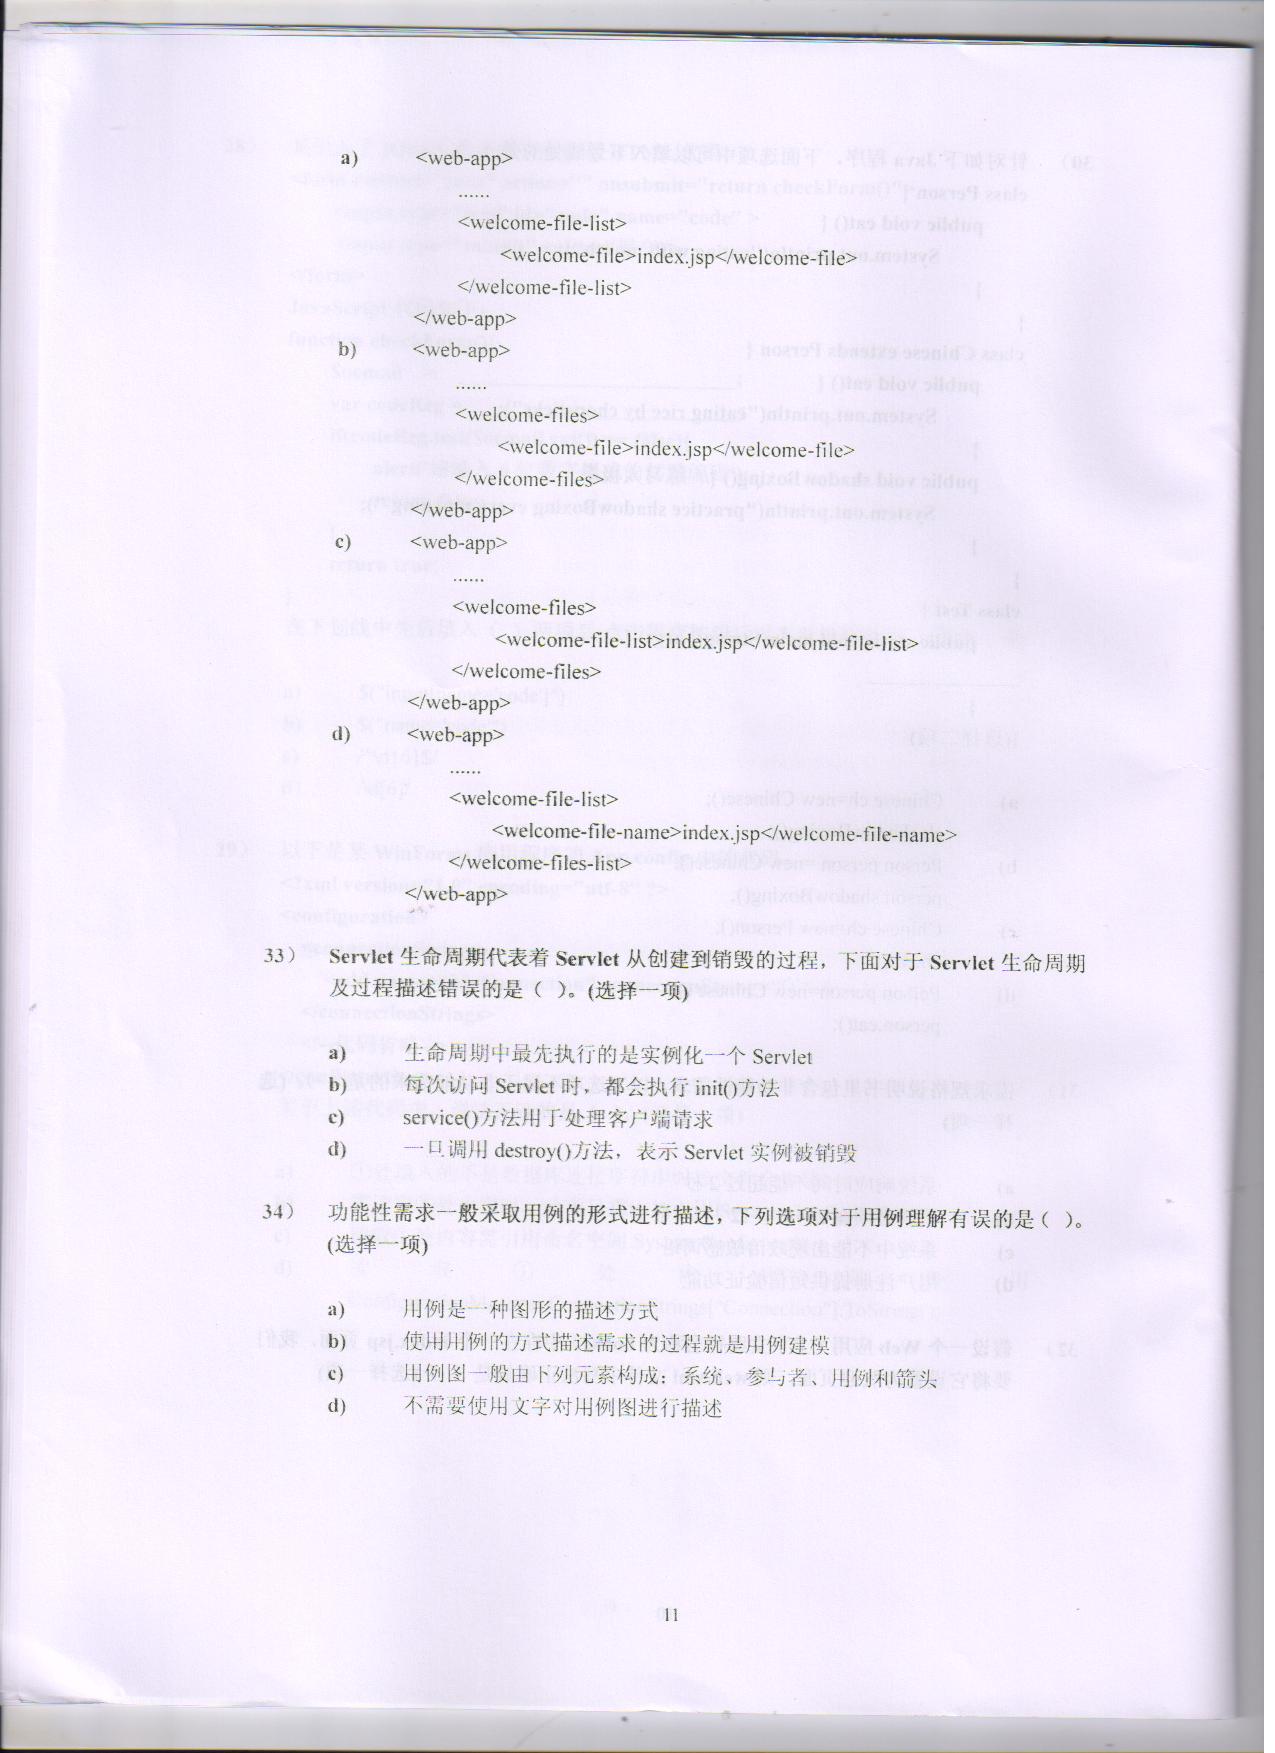 a) <web-app>
......
<welcome-file-list>
<welcome-file>index.jsp</welcome-file>
</welcome-file-list>
</web-app>
b) <web-app>
......
<welcome-files>
<welcome-file>index.jsp</welcome-file>
</welcome-files>
</web-app>
c) <web-app>
......
<welcome-files>
<welcome-file-list>index.jsp</welcome-file-list>
</welcome-files>
</web-app>
d) <web-app>
......
<welcome-file-list>
<welcome-file-name>index.jsp</welcome-file-name>
</welcome-files-list>
</web-app>
33) Servlet 生命周期代表着 Servlet 从创建到销毁的过程，下面对于 Servlet 生命周期
及过程描述错误的是（ ）。(选择一项)
a) 生命周期中最先执行的是实例化一个 Servlet
b) 每次访问 Servlet 时，都会执行 init()方法
c) service()方法用于处理客户端请求
d) 一旦调用 destroy()方法，表示 Servlet 实例被销毁
34) 功能性需求一般采取用例的形式进行描述，下列选项对于用例理解有误的是（ ）。
(选择一项)
a) 用例是一种图形的描述方式
b) 使用用例的方式描述需求的过程就是用例建模
c) 用例图一般由下列元素构成：系统、参与者、用例和箭头
d) 不需要使用文字对用例图进行描述
11